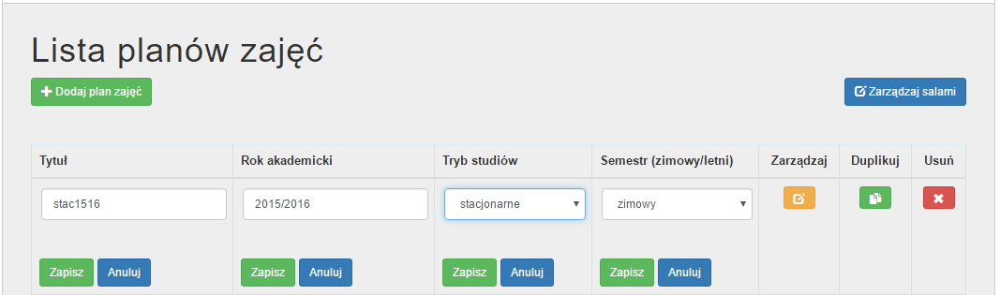 Lista planów zajęć
Dodaj plan zajęć Zarządzaj salami
Tytuł Rok akademicki Tryb studiów Semestr (zimowy/letni) Zarządzaj Duplikuj Usuń
stac1516 2015/2016 stacjonarne zimowy
Zapisz Anuluj Zapisz Anuluj Zapisz Anuluj Zapisz Anuluj